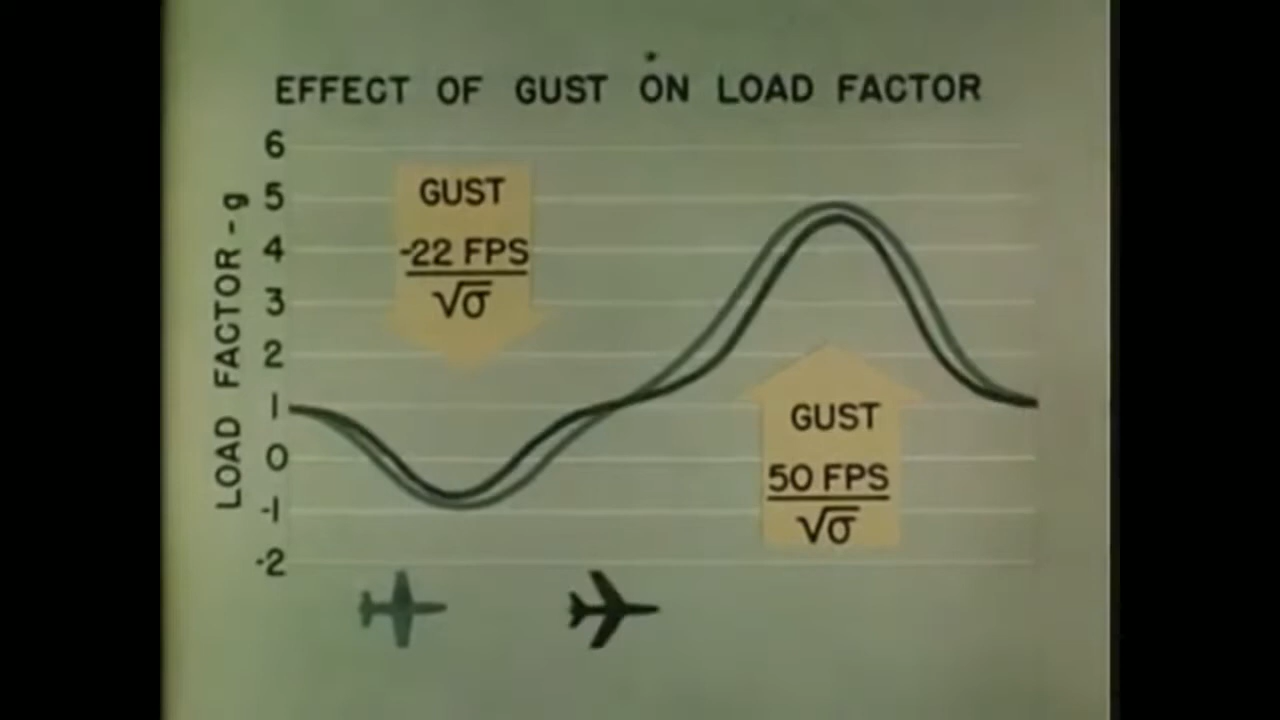 EFFECT OF GUST ON LOAD FACTOR
LOAD FACTOR - g
6
5
4
3
2
1
0
-1
-2
GUST
-22 FPS
√σ
GUST
50 FPS
√σ